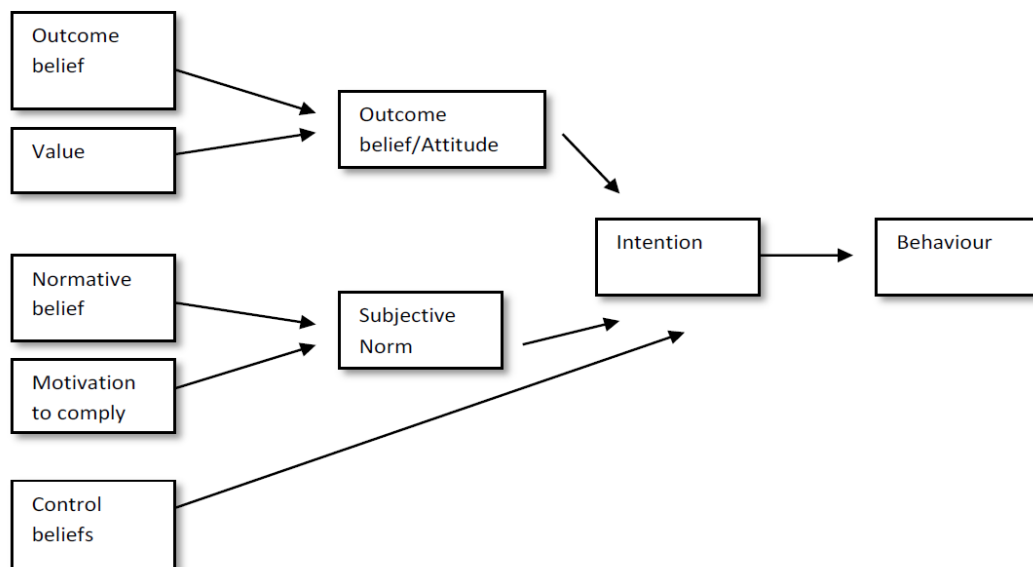 Outcome
belief
Value
Outcome
belief/Attitude
Intention
Behaviour
Normative
belief
Subjective
Norm
Motivation
to comply
Control
beliefs